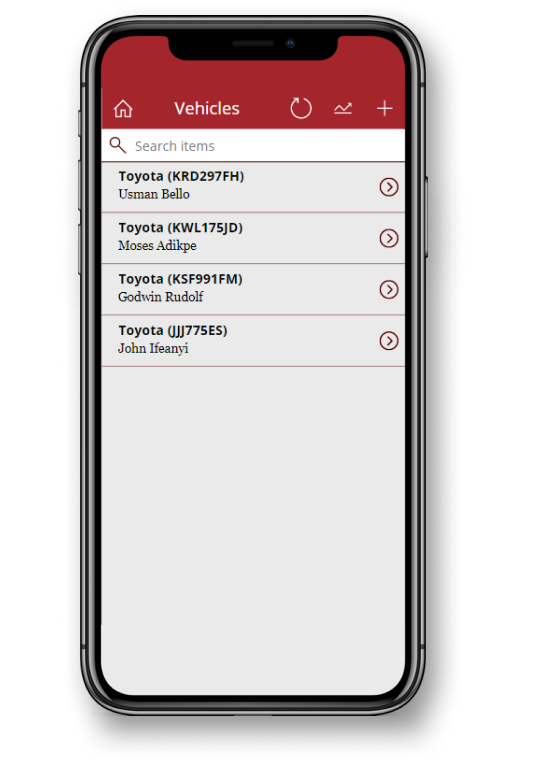 Vehicles
Search items
Toyota (KRD297FH)
Usman Bello
Toyota (KWL175JD)
Moses Adikpe
Toyota (KSF991FM)
Godwin Rudolf
Toyota (JJJ775ES)
John Ifeanyi